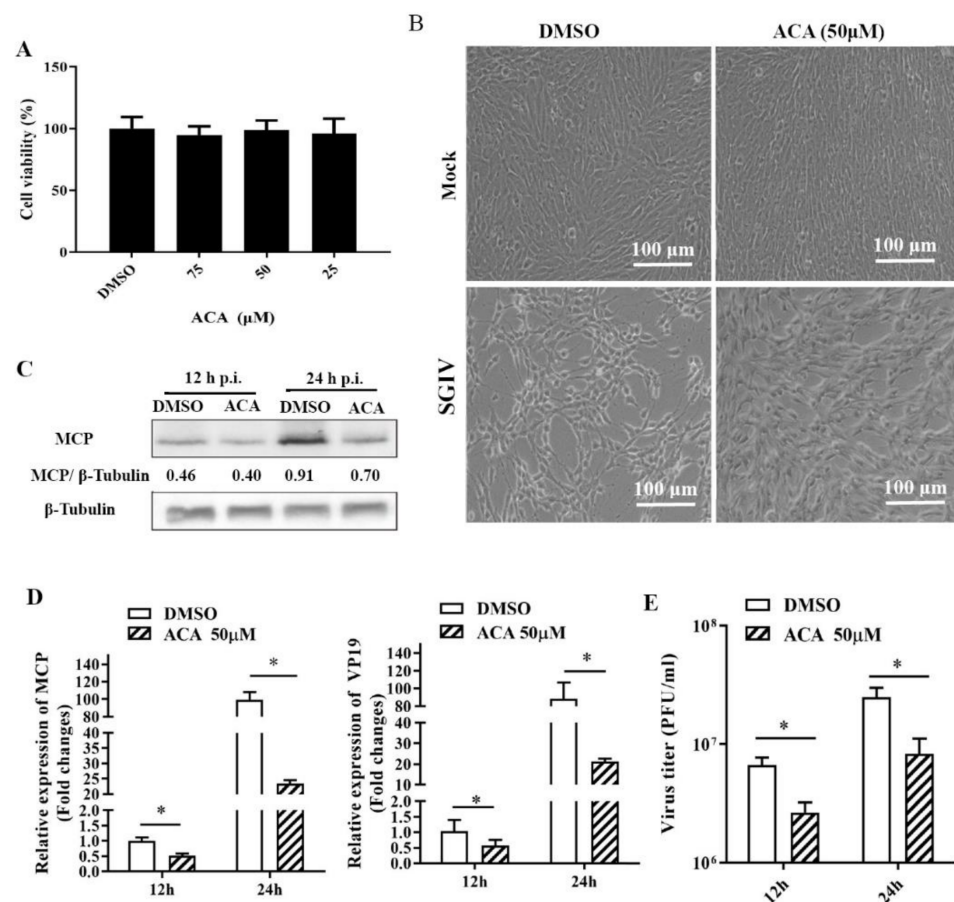 A
Cell viability (%)
150
100
50
0
DMSO
75
50
25
ACA (μM)
B
DMSO
ACA (50μM)
Mock
100 μm
100 μm
SGIV
100 μm
100 μm
C
12 h p.i.
24 h p.i.
DMSO
ACA
DMSO
ACA
MCP
MCP/ β-Tubulin
0.46
0.40
0.91
0.70
β-Tubulin
D
DMSO
ACA 50μM
Relative expression of MCP
(Fold changes)
140
120
100
80
40
35
30
25
20
2.0
1.5
1.0
0.5
0.0
*
*
12h
24h
DMSO
ACA 50μM
Relative expression of VP19
(Fold changes)
140
120
100
80
40
30
20
10
2.0
1.5
1.0
0.5
0.0
*
*
12h
24h
E
DMSO
ACA 50μM
Virus titer (PFU/ml)
10⁸
10⁷
10⁶
*
*
12h
24h